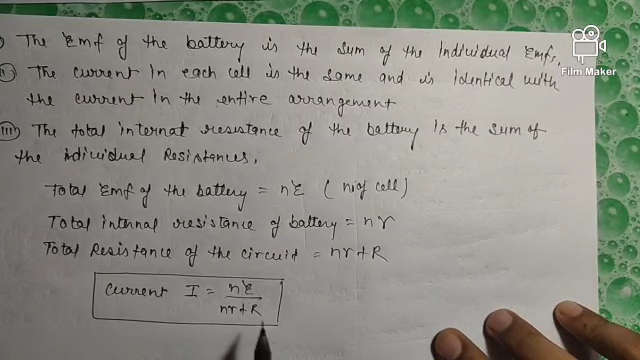 i) The Emf of the battery is the sum of the individual Emfs,
ii) The current in each cell is the same and is identical with
the current in the entire arrangement
iii) The total internal resistance of the battery is the sum of
the individual Resistances,
Total Emf of the battery = nE (n of cell)
Total internal resistance of battery = nr
Total Resistance of the circuit = nr+R
Current I = nE/nr+R
Film Maker